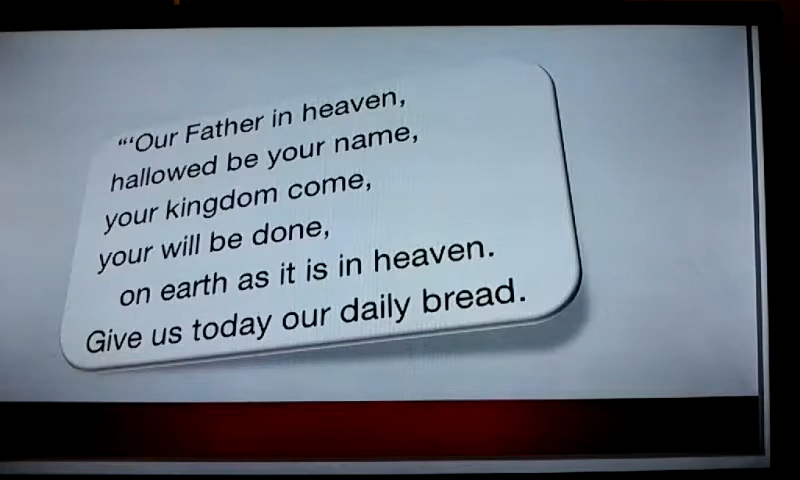 “‘Our Father in heaven,
hallowed be your name,
your kingdom come,
your will be done,
on earth as it is in heaven.
Give us today our daily bread.